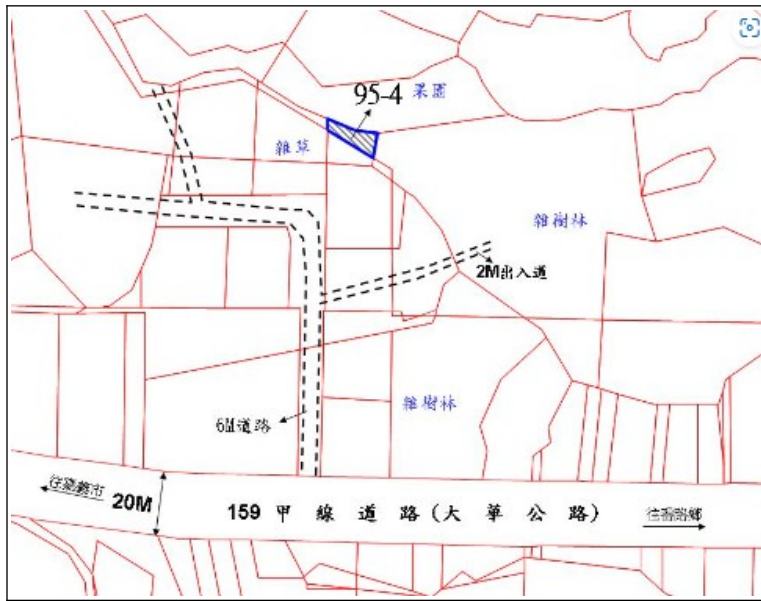 果園
95-4
雜草
雜樹林
2M出入道
雜樹林
6M道路
往嘉義市
20M
159 甲 線 道 路 (大 華 公 路)
往番路鄉